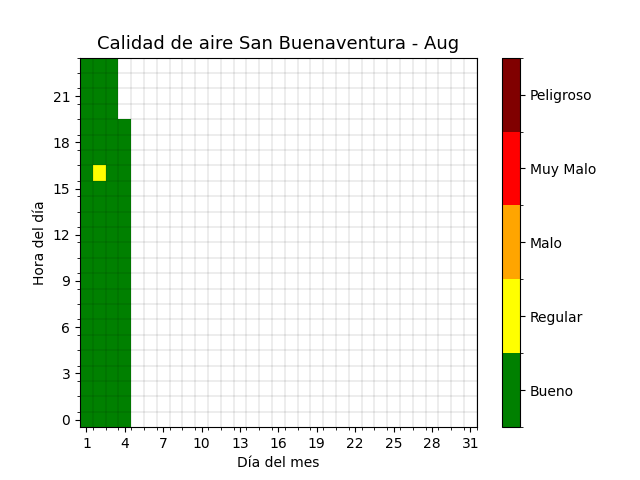 Calidad de aire San Buenaventura - Aug
Hora del día
21
18
15
12
9
6
3
0
1 4 7 10 13 16 19 22 25 28 31
Día del mes
Peligroso
Muy Malo
Malo
Regular
Bueno